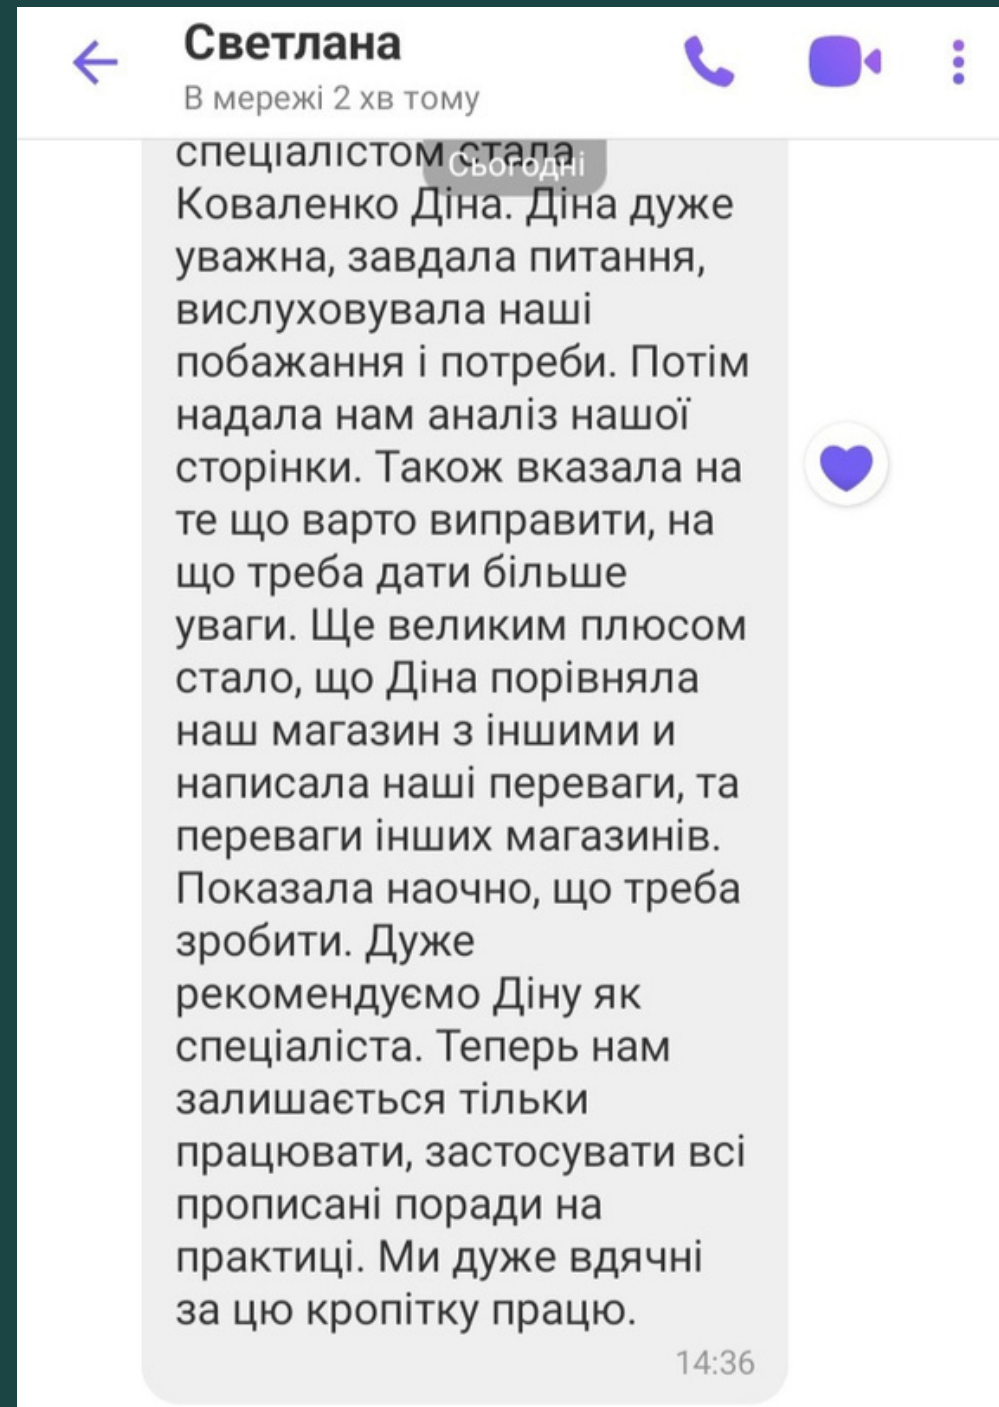 Светлана
В мережі 2 хв тому
спеціалістом стала
Сьогодні
Коваленко Діна. Діна дуже
уважна, завдала питання,
вислуховувала наші
побажання і потреби. Потім
надала нам аналіз нашої
сторінки. Також вказала на
те що варто виправити, на
що треба дати більше
уваги. Ще великим плюсом
стало, що Діна порівняла
наш магазин з іншими и
написала наші переваги, та
переваги інших магазинів.
Показала наочно, що треба
зробити. Дуже
рекомендуємо Діну як
спеціаліста. Теперь нам
залишається тільки
працювати, застосувати всі
прописані поради на
практиці. Ми дуже вдячні
за цю кропітку працю.
14:36